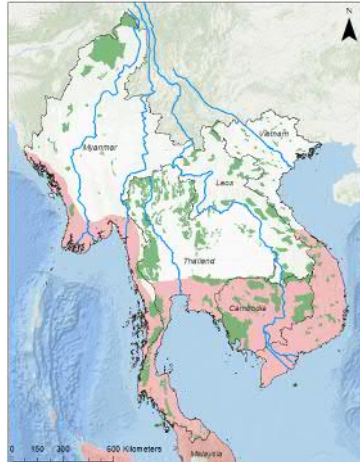 N
Vietnam
Myanmar
Laos
Thailand
Cambodia
Malaysia
0 150 300 600 Kilometers